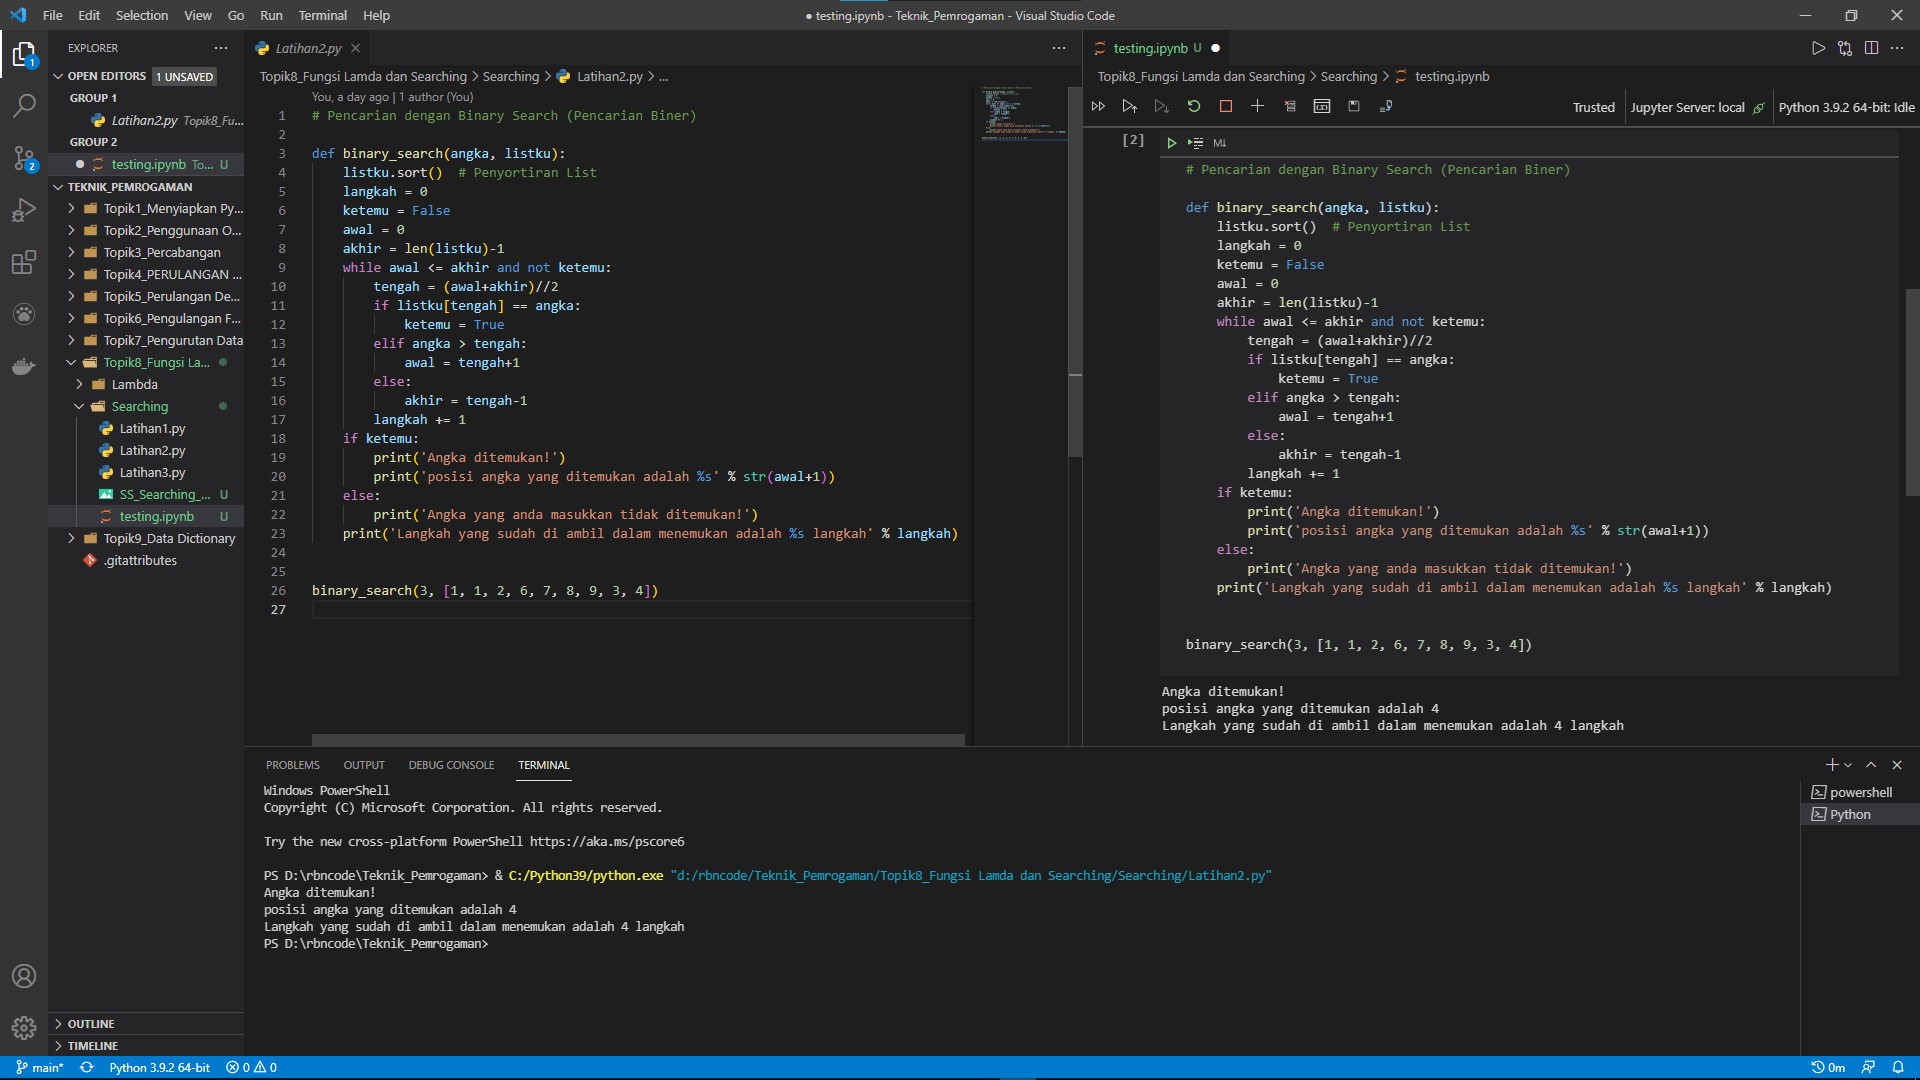 File Edit Selection View Go Run Terminal Help
● testing.ipynb - Teknik_Pemrogaman - Visual Studio Code
EXPLORER
OPEN EDITORS 1 UNSAVED
GROUP 1
Latihan2.py Topik8_Fu...
GROUP 2
testing.ipynb To... U
TEKNIK_PEMROGAMAN
Topik1_Menyiapkan Py...
Topik2_Penggunaan O...
Topik3_Percabangan
Topik4_PERULANGAN ...
Topik5_Perulangan De...
Topik6_Pengulangan F...
Topik7_Pengurutan Data
Topik8_Fungsi La...
Lambda
Searching
Latihan1.py
Latihan2.py
Latihan3.py
SS_Searching_... U
testing.ipynb U
Topik9_Data Dictionary
.gitattributes
OUTLINE
TIMELINE
1
2
Latihan2.py
Topik8_Fungsi Lamda dan Searching > Searching > Latihan2.py > ...
You, a day ago | 1 author (You)
1 # Pencarian dengan Binary Search (Pencarian Biner)
2
3 def binary_search(angka, listku):
4 listku.sort()  # Penyortiran List
5 langkah = 0
6 ketemu = False
7 awal = 0
8 akhir = len(listku)-1
9 while awal <= akhir and not ketemu:
10 tengah = (awal+akhir)//2
11 if listku[tengah] == angka:
12 ketemu = True
13 elif angka > tengah:
14 awal = tengah+1
15 else:
16 akhir = tengah-1
17 langkah += 1
18 if ketemu:
19 print('Angka ditemukan!')
20 print('posisi angka yang ditemukan adalah %s' % str(awal+1))
21 else:
22 print('Angka yang anda masukkan tidak ditemukan!')
23 print('Langkah yang sudah di ambil dalam menemukan adalah %s langkah' % langkah)
24
25
26 binary_search(3, [1, 1, 2, 6, 7, 8, 9, 3, 4])
27
testing.ipynb U ●
Topik8_Fungsi Lamda dan Searching > Searching > testing.ipynb
Trusted Jupyter Server: local Python 3.9.2 64-bit: Idle
[2] M↓
# Pencarian dengan Binary Search (Pencarian Biner)
def binary_search(angka, listku):
listku.sort()  # Penyortiran List
langkah = 0
ketemu = False
awal = 0
akhir = len(listku)-1
while awal <= akhir and not ketemu:
tengah = (awal+akhir)//2
if listku[tengah] == angka:
ketemu = True
elif angka > tengah:
awal = tengah+1
else:
akhir = tengah-1
langkah += 1
if ketemu:
print('Angka ditemukan!')
print('posisi angka yang ditemukan adalah %s' % str(awal+1))
else:
print('Angka yang anda masukkan tidak ditemukan!')
print('Langkah yang sudah di ambil dalam menemukan adalah %s langkah' % langkah)
binary_search(3, [1, 1, 2, 6, 7, 8, 9, 3, 4])
Angka ditemukan!
posisi angka yang ditemukan adalah 4
Langkah yang sudah di ambil dalam menemukan adalah 4 langkah
PROBLEMS OUTPUT DEBUG CONSOLE TERMINAL
Windows PowerShell
Copyright (C) Microsoft Corporation. All rights reserved.
Try the new cross-platform PowerShell https://aka.ms/pscore6
PS D:\rbncode\Teknik_Pemrogaman> & C:/Python39/python.exe "d:/rbncode/Teknik_Pemrogaman/Topik8_Fungsi Lamda dan Searching/Searching/Latihan2.py"
Angka ditemukan!
posisi angka yang ditemukan adalah 4
Langkah yang sudah di ambil dalam menemukan adalah 4 langkah
PS D:\rbncode\Teknik_Pemrogaman>
powershell
Python
main* Python 3.9.2 64-bit 0 0 0m